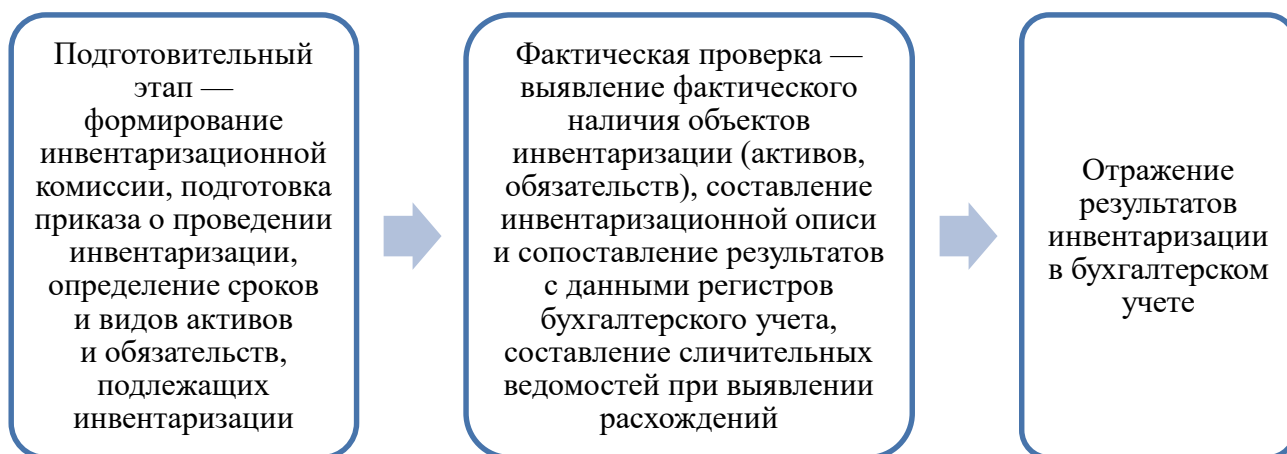 Подготовительный
этап —
формирование
инвентаризационной
комиссии, подготовка
приказа о проведении
инвентаризации,
определение сроков
и видов активов
и обязательств,
подлежащих
инвентаризации
Фактическая проверка —
выявление фактического
наличия объектов
инвентаризации (активов,
обязательств), составление
инвентаризационной описи
и сопоставление результатов
с данными регистров
бухгалтерского учета,
составление сличительных
ведомостей при выявлении
расхождений
Отражение
результатов
инвентаризации
в бухгалтерском
учете